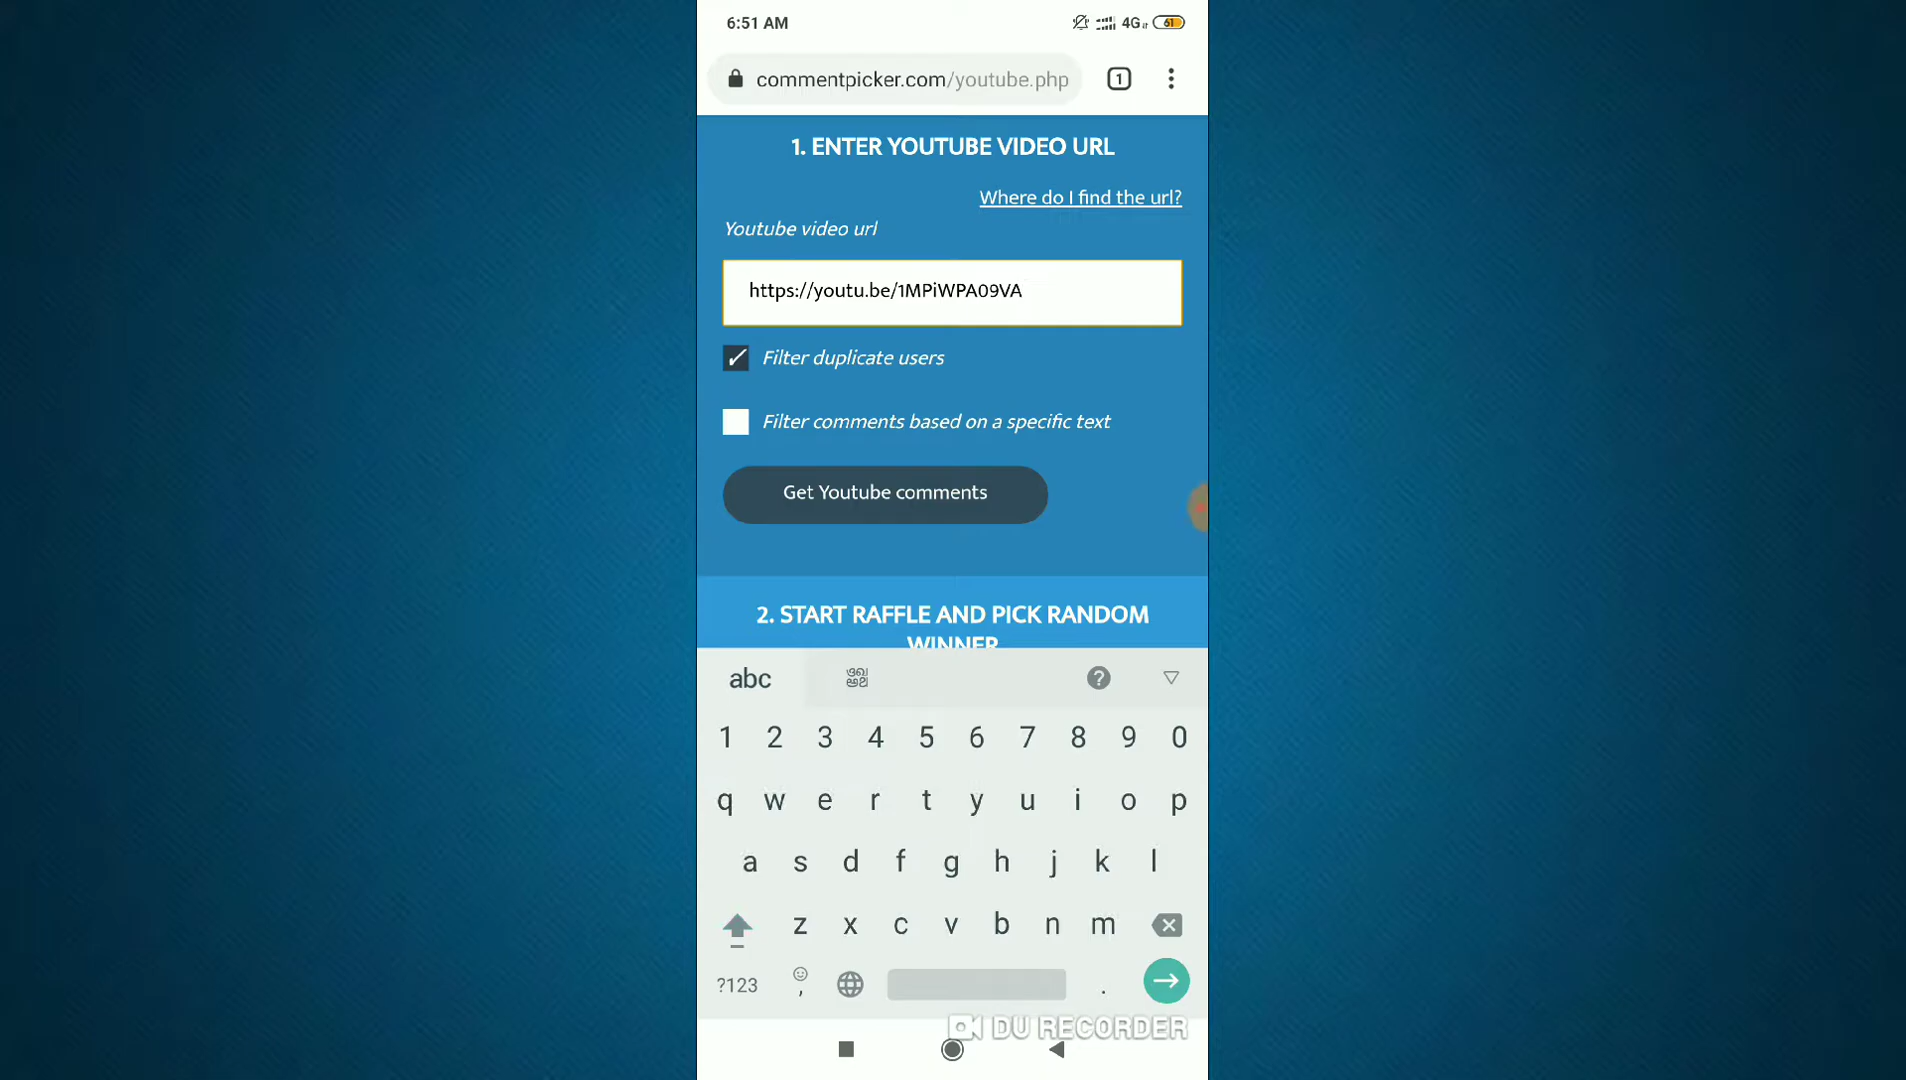 6:51 AM
4G 61
commentpicker.com/youtube.php
1
1. ENTER YOUTUBE VIDEO URL
Where do I find the url?
Youtube video url
https://youtu.be/1MPiWPA09VA
Filter duplicate users
Filter comments based on a specific text
Get Youtube comments
2. START RAFFLE AND PICK RANDOM
WINNER
abc
?
1 2 3 4 5 6 7 8 9 0
q w e r t y u i o p
a s d f g h j k l
z x c v b n m
?123 , .
DU RECORDER